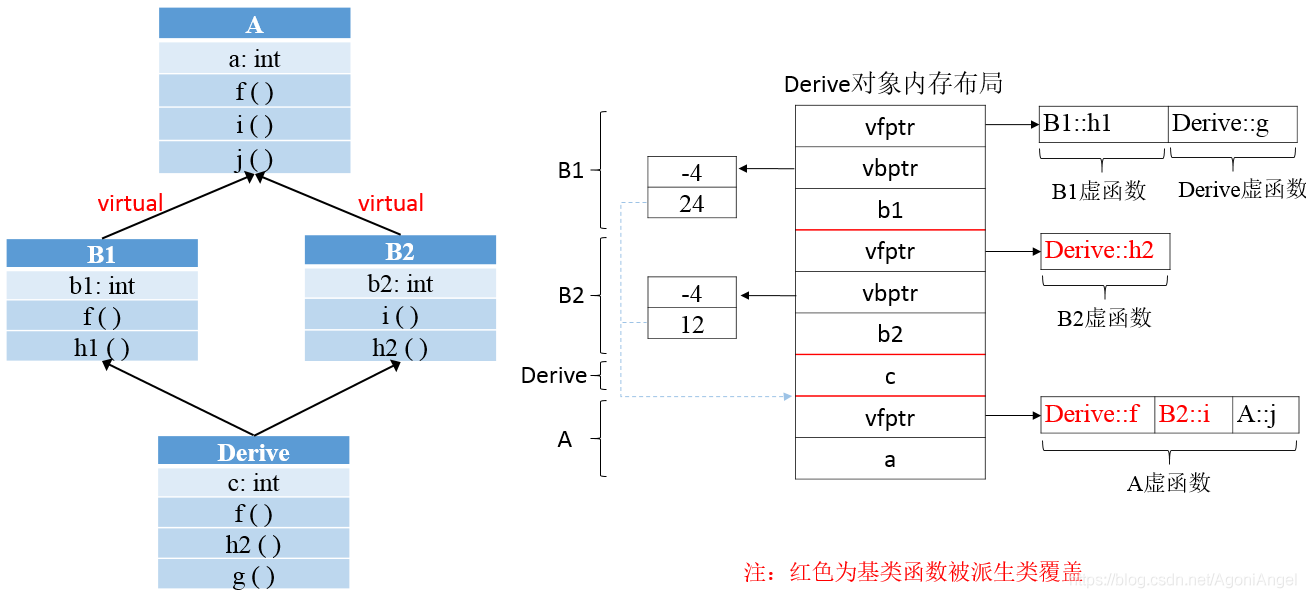 A
a: int
f ( )
i ( )
j ( )
virtual
virtual
B1
b1: int
f ( )
h1 ( )
B2
b2: int
i ( )
h2 ( )
Derive
c: int
f ( )
h2 ( )
g ( )
Derive对象内存布局
B1
-4
24
vfptr
vbptr
b1
B1::h1
Derive::g
B1虚函数
Derive虚函数
B2
-4
12
vfptr
vbptr
b2
Derive::h2
B2虚函数
Derive
c
A
vfptr
a
Derive::f
B2::i
A::j
A虚函数
注：红色为基类函数被派生类覆盖
https://blog.csdn.net/AgoniAngel